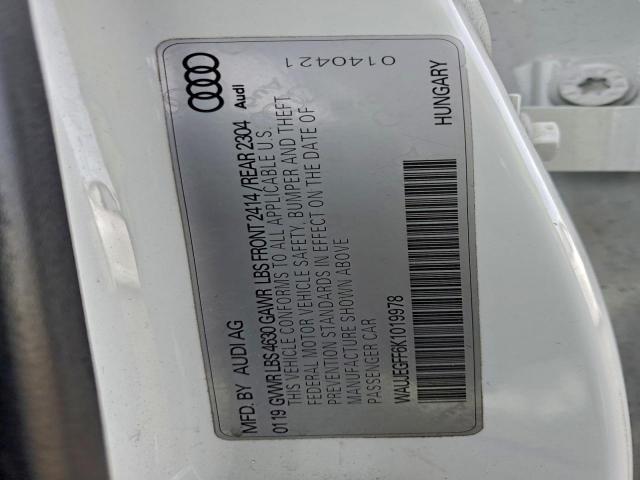 MFD. BY AUDI AG
01 19 GVWR LBS 4630 GAWR LBS FRONT 2414 /REAR 2304
THIS VEHICLE CONFORMS TO ALL APPLICABLE U.S.
FEDERAL MOTOR VEHICLE SAFETY, BUMPER AND THEFT
PREVENTION STANDARDS IN EFFECT ON THE DATE OF
MANUFACTURE SHOWN ABOVE
PASSENGER CAR
WAUJEGFF6K1019978
Audi
0140421
HUNGARY